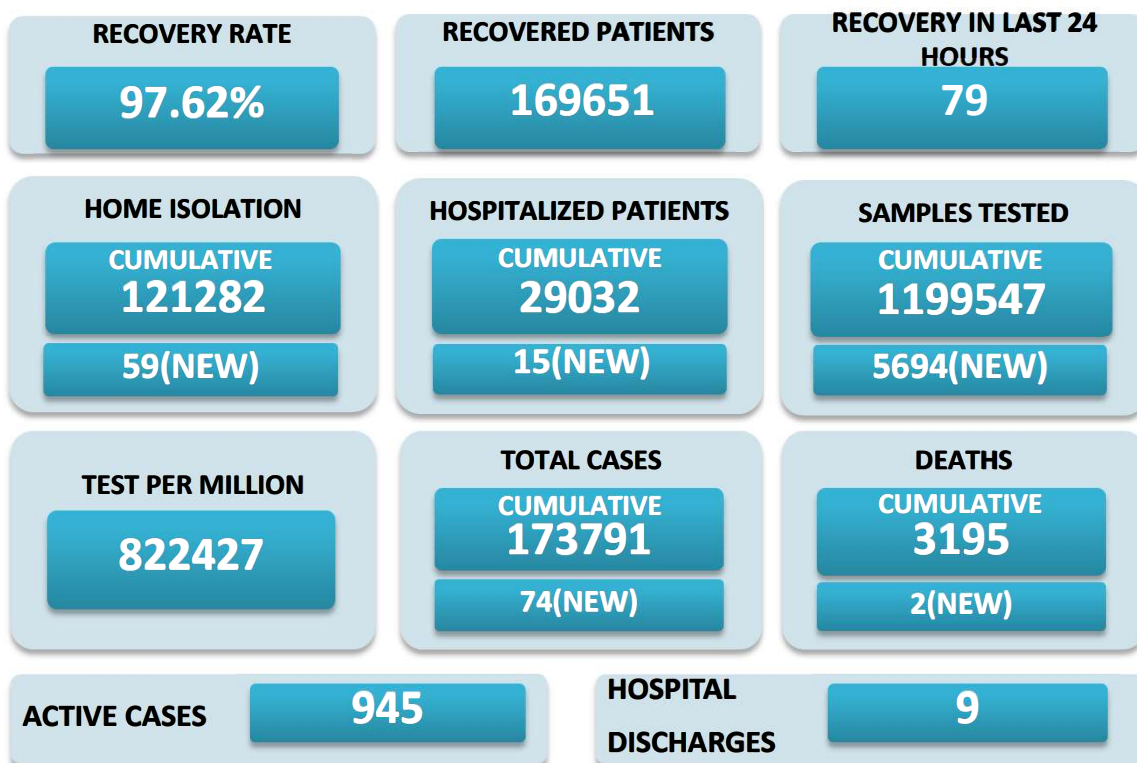 RECOVERY RATE
97.62%
RECOVERED PATIENTS
169651
RECOVERY IN LAST 24
HOURS
79
HOME ISOLATION
CUMULATIVE
121282
59(NEW)
HOSPITALIZED PATIENTS
CUMULATIVE
29032
15(NEW)
SAMPLES TESTED
CUMULATIVE
1199547
5694(NEW)
TEST PER MILLION
822427
TOTAL CASES
CUMULATIVE
173791
74(NEW)
DEATHS
CUMULATIVE
3195
2(NEW)
ACTIVE CASES
945
HOSPITAL
DISCHARGES
9